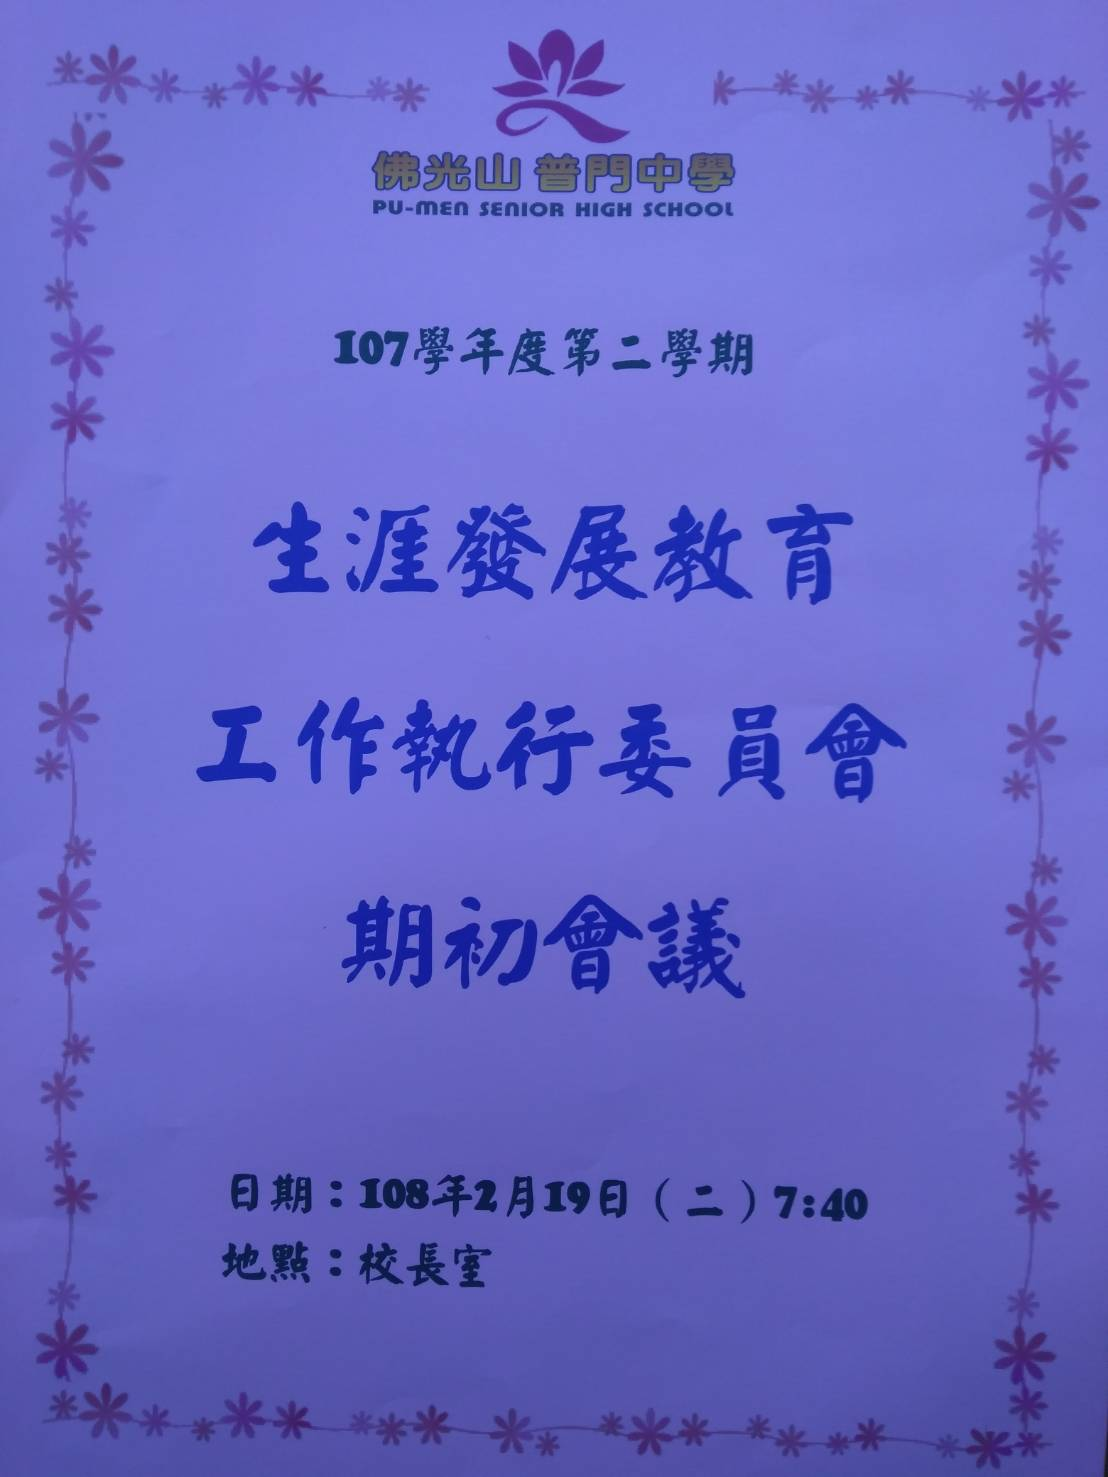 佛光山 普門中學
PU-MEN SENIOR HIGH SCHOOL
107學年度第二學期
生涯發展教育
工作執行委員會
期初會議
日期：108年2月19日（二）7:40
地點：校長室